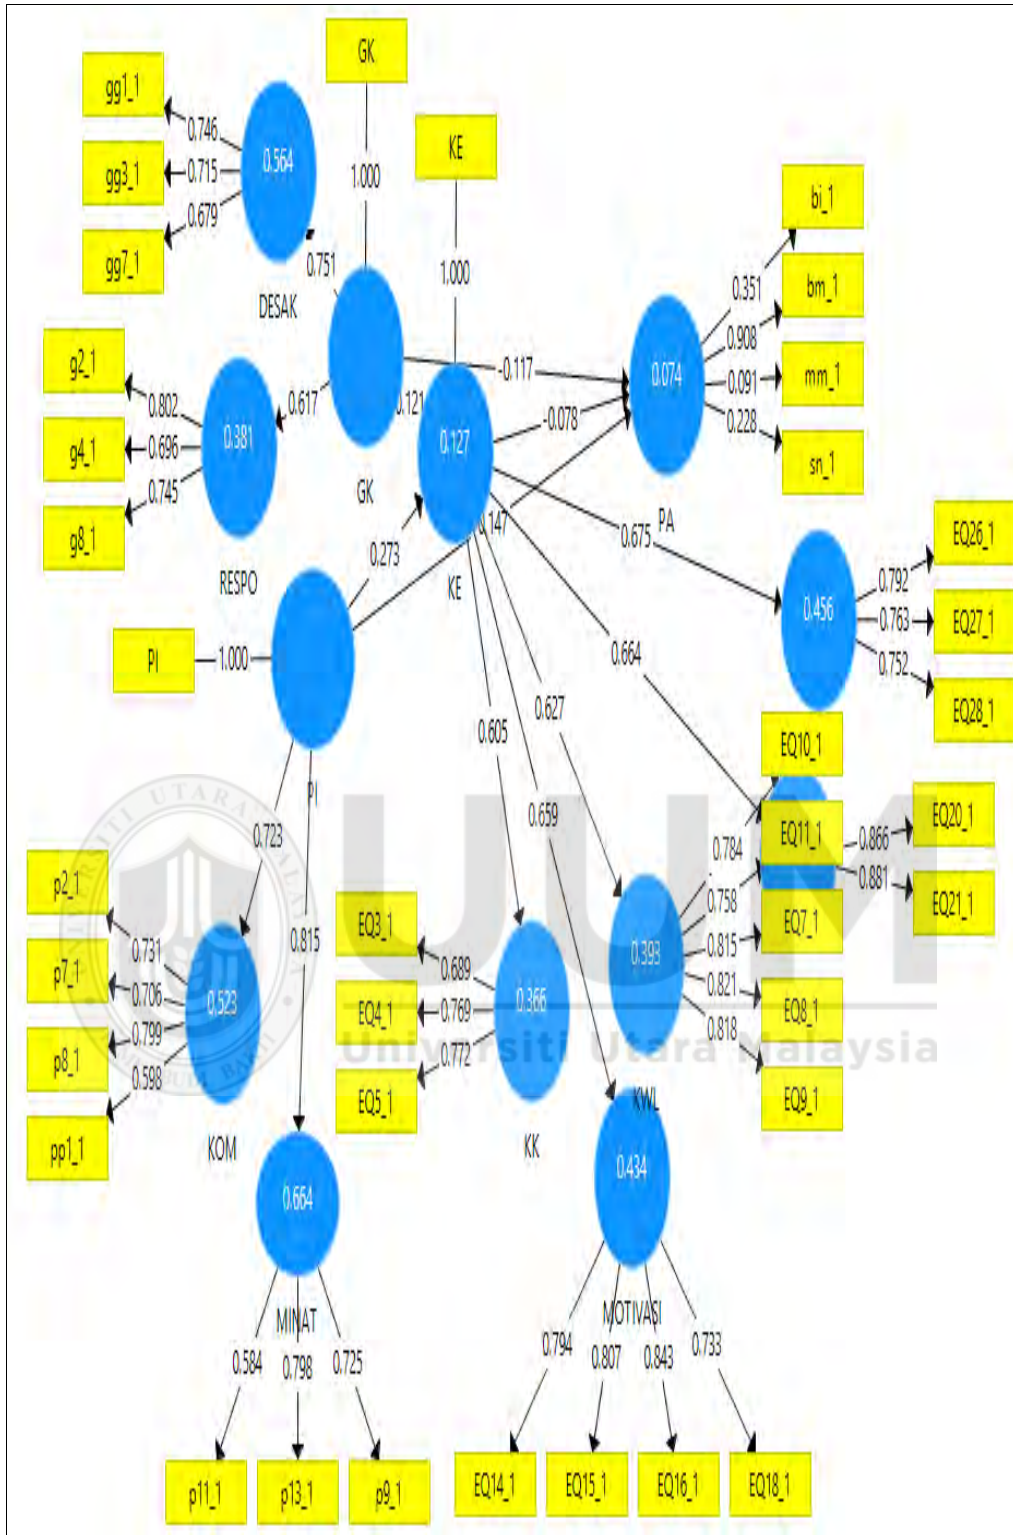 GK
gg1_1
KE
0.746
0.564
gg3_1
0.715
1.000
bi_1
0.679
gg7_1
0.751
1.000
0.351
bm_1
DESAK
0.908
g2_1
-0.117
0.074
0.091
mm_1
0.802
0.617
0.121
-0.078
0.228
g4_1
0.696
0.381
0.127
sn_1
0.745
GK
PA
g8_1
0.147
0.675
EQ26_1
RESPO
0.273
KE
0.792
0.456
0.763
EQ27_1
PI
1.000
0.664
0.752
0.627
EQ28_1
0.605
EQ10_1
PI
0.659
EQ20_1
0.723
0.784
EQ11_1
0.866
p2_1
0.758
0.881
EQ21_1
EQ3_1
EQ7_1
0.731
0.815
0.815
p7_1
0.689
0.393
0.706
0.523
EQ4_1
0.769
0.366
0.821
EQ8_1
0.799
0.818
p8_1
0.772
Universiti Utara Malaysia
0.598
EQ5_1
KWL
EQ9_1
pp1_1
KOM
KK
0.434
0.664
MINAT
MOTIVASI
0.584
0.798
0.725
0.794
0.807
0.843
0.733
p11_1
p13_1
p9_1
EQ14_1
EQ15_1
EQ16_1
EQ18_1
UUM
UNIVERSITI UTARA MALAYSIA